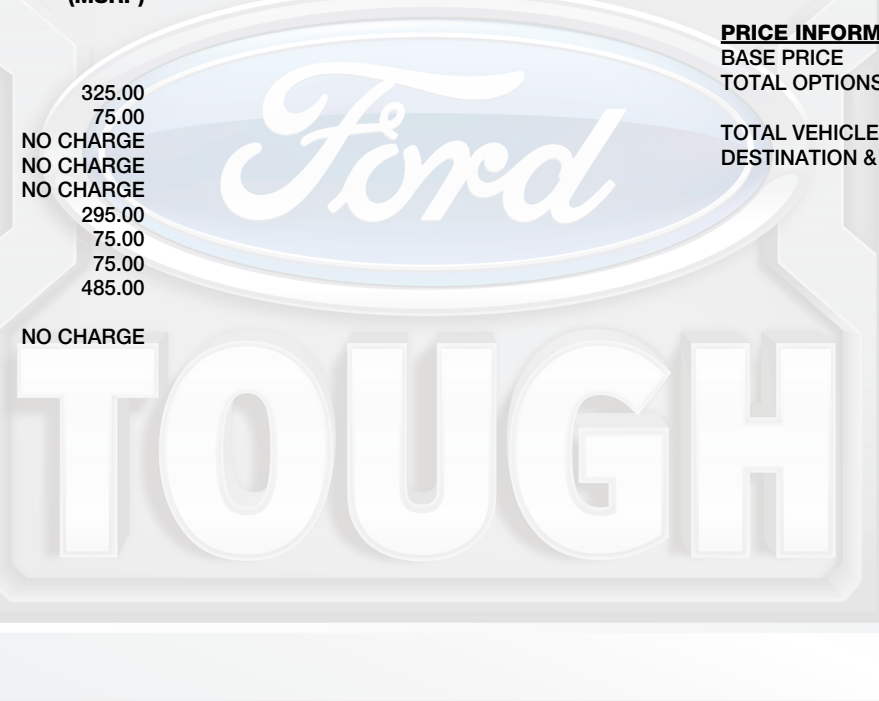 (MSRP)
325.00
75.00
NO CHARGE
NO CHARGE
NO CHARGE
295.00
75.00
75.00
485.00
NO CHARGE
PRICE INFORM
BASE PRICE
TOTAL OPTIONS
TOTAL VEHICLE
DESTINATION &
Ford
TOUGH